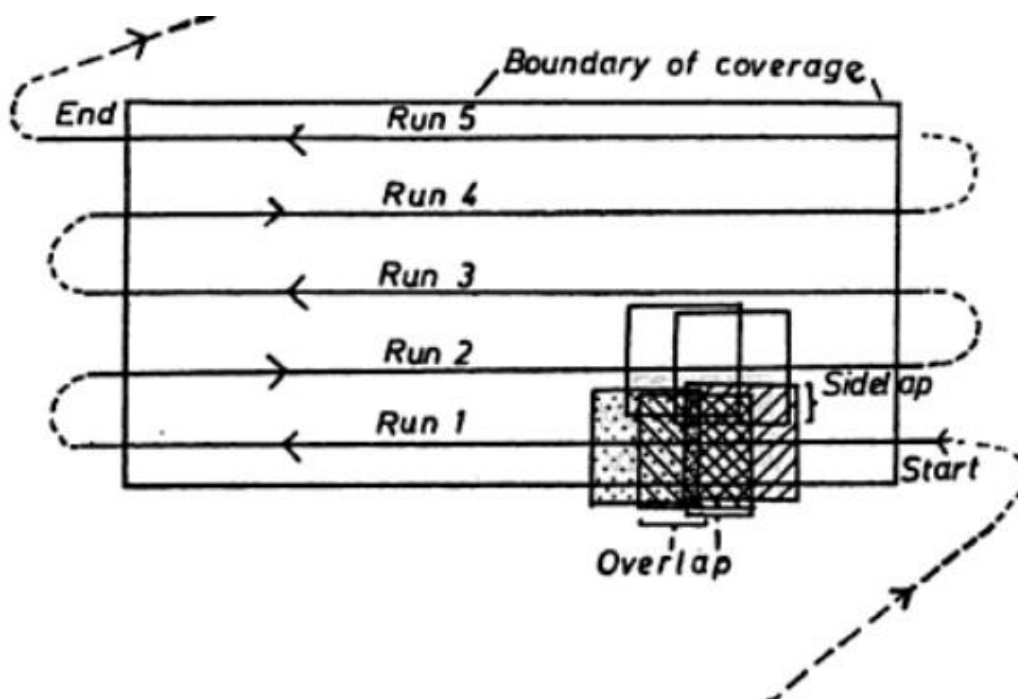 Boundary of coverage
End
Run 5
Run 4
Run 3
Run 2
Sidelap
Run 1
Start
Overlap